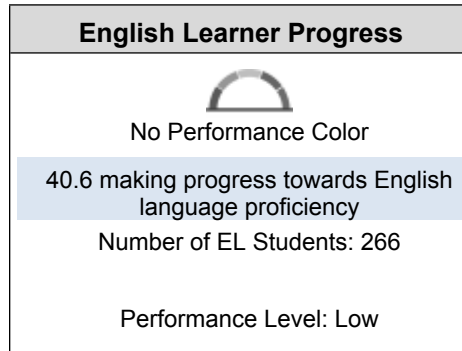 English Learner Progress
No Performance Color
40.6 making progress towards English
language proficiency
Number of EL Students: 266
Performance Level: Low